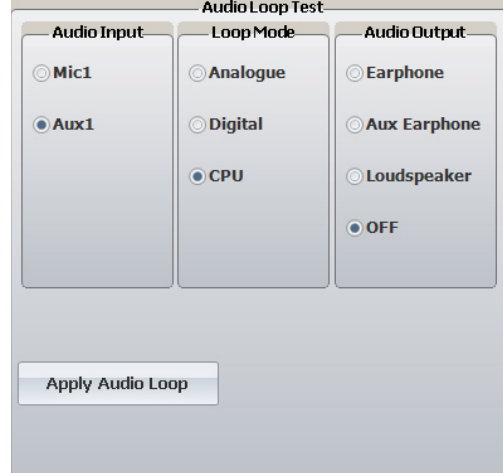 Audio Loop Test
Audio Input
Mic1
Aux1
Loop Mode
Analogue
Digital
CPU
Audio Output
Earphone
Aux Earphone
Loudspeaker
OFF
Apply Audio Loop